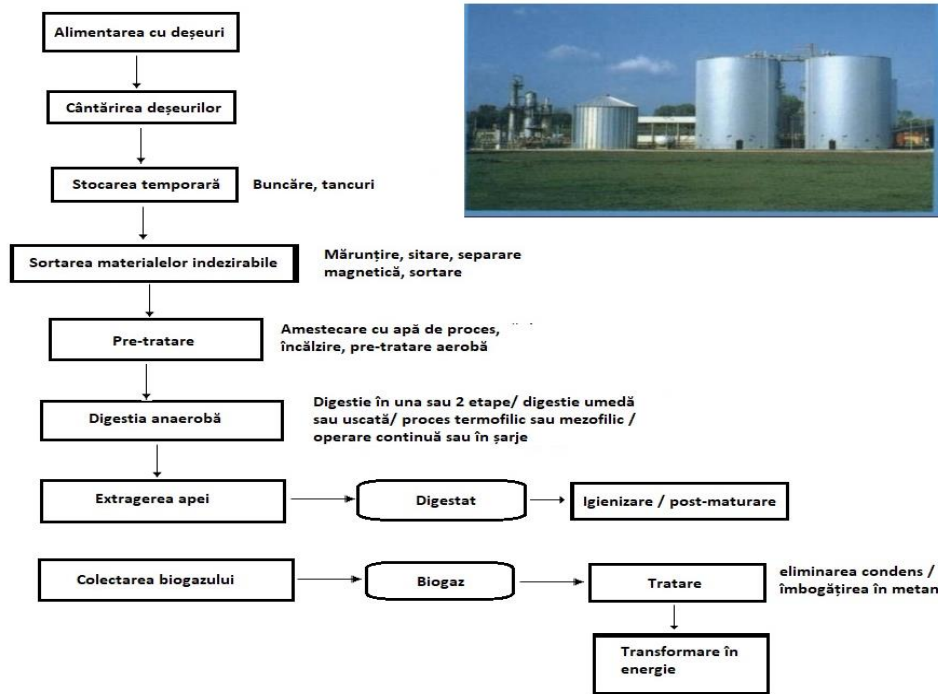 Alimentarea cu deșeuri
Cântărirea deșeurilor
Stocarea temporară
Buncăre, tancuri
Sortarea materialelor indezirabile
Mărunțire, sitare, separare
magnetică, sortare
Pre-tratare
Amestecare cu apă de proces,
încălzire, pre-tratare aerobă
Digestia anaerobă
Digestie în una sau 2 etape/ digestie umedă
sau uscată/ proces termofilic sau mezofilic /
operare continuă sau în șarje
Extragerea apei
Digestat
Igienizare / post-maturare
Colectarea biogazului
Biogaz
Tratare
eliminarea condens /
îmbogățirea în metan
Transformare în
energie